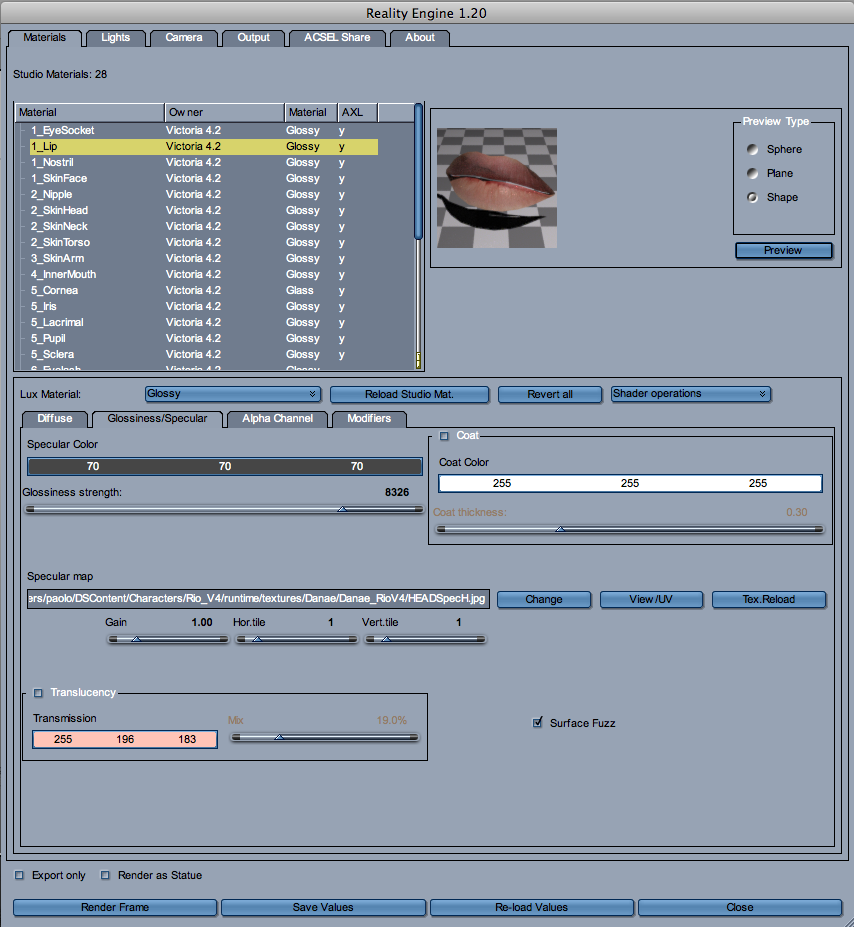 Reality Engine 1.20
Materials Lights Camera Output ACSEL Share About
Studio Materials: 28
Material Owner Material AXL
1_EyeSocket Victoria 4.2 Glossy y
1_Lip Victoria 4.2 Glossy y
1_Nostril Victoria 4.2 Glossy y
1_SkinFace Victoria 4.2 Glossy y
2_Nipple Victoria 4.2 Glossy y
2_SkinHead Victoria 4.2 Glossy y
2_SkinNeck Victoria 4.2 Glossy y
2_SkinTorso Victoria 4.2 Glossy y
3_SkinArm Victoria 4.2 Glossy y
4_InnerMouth Victoria 4.2 Glossy y
5_Cornea Victoria 4.2 Glass y
5_Iris Victoria 4.2 Glossy y
5_Lacrimal Victoria 4.2 Glossy y
5_Pupil Victoria 4.2 Glossy y
5_Sclera Victoria 4.2 Glossy y
6_Eyelash Victoria 4.2 Glossy y
Preview Type
Sphere
Plane
Shape
Preview
Lux Material: Glossy Reload Studio Mat. Revert all Shader operations
Diffuse Glossiness/Specular Alpha Channel Modifiers
Specular Color
70 70 70
Glossiness strength: 8326
Coat
Coat Color
255 255 255
Coat thickness: 0.30
Specular map
ers/paolo/DSContent/Characters/Rio_V4/runtime/textures/Danae/Danae_RioV4/HEADSpecH.jpg Change View/UV Tex.Reload
Gain 1.00 Hor.tile 1 Vert.tile 1
Translucency
Transmission Mix 19.0%
255 196 183
Surface Fuzz
Export only Render as Statue
Render Frame Save Values Re-load Values Close